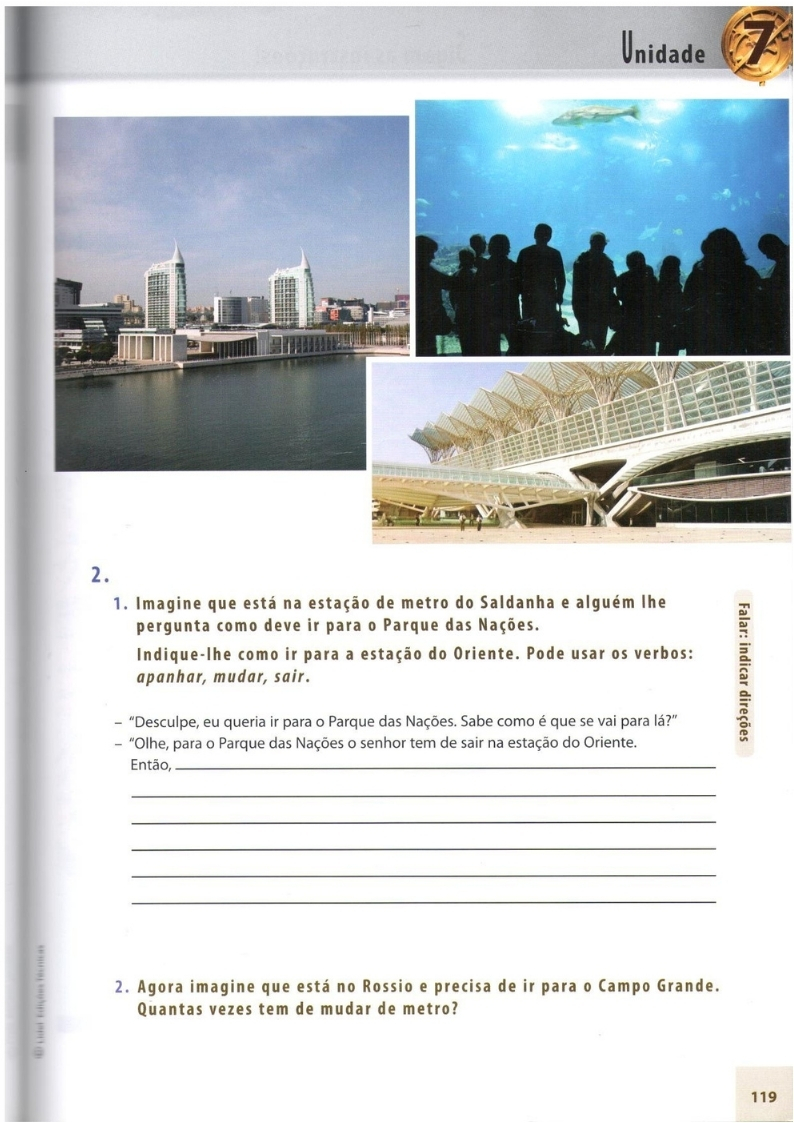 Unidade 7
2.
1. Imagine que está na estação de metro do Saldanha e alguém lhe
pergunta como deve ir para o Parque das Nações.
Indique-lhe como ir para a estação do Oriente. Pode usar os verbos:
apanhar, mudar, sair.
– “Desculpe, eu queria ir para o Parque das Nações. Sabe como é que se vai para lá?”
– “Olhe, para o Parque das Nações o senhor tem de sair na estação do Oriente.
Então,
Falar: indicar direções
2. Agora imagine que está no Rossio e precisa de ir para o Campo Grande.
Quantas vezes tem de mudar de metro?
© Lidel Edições Técnicas
119